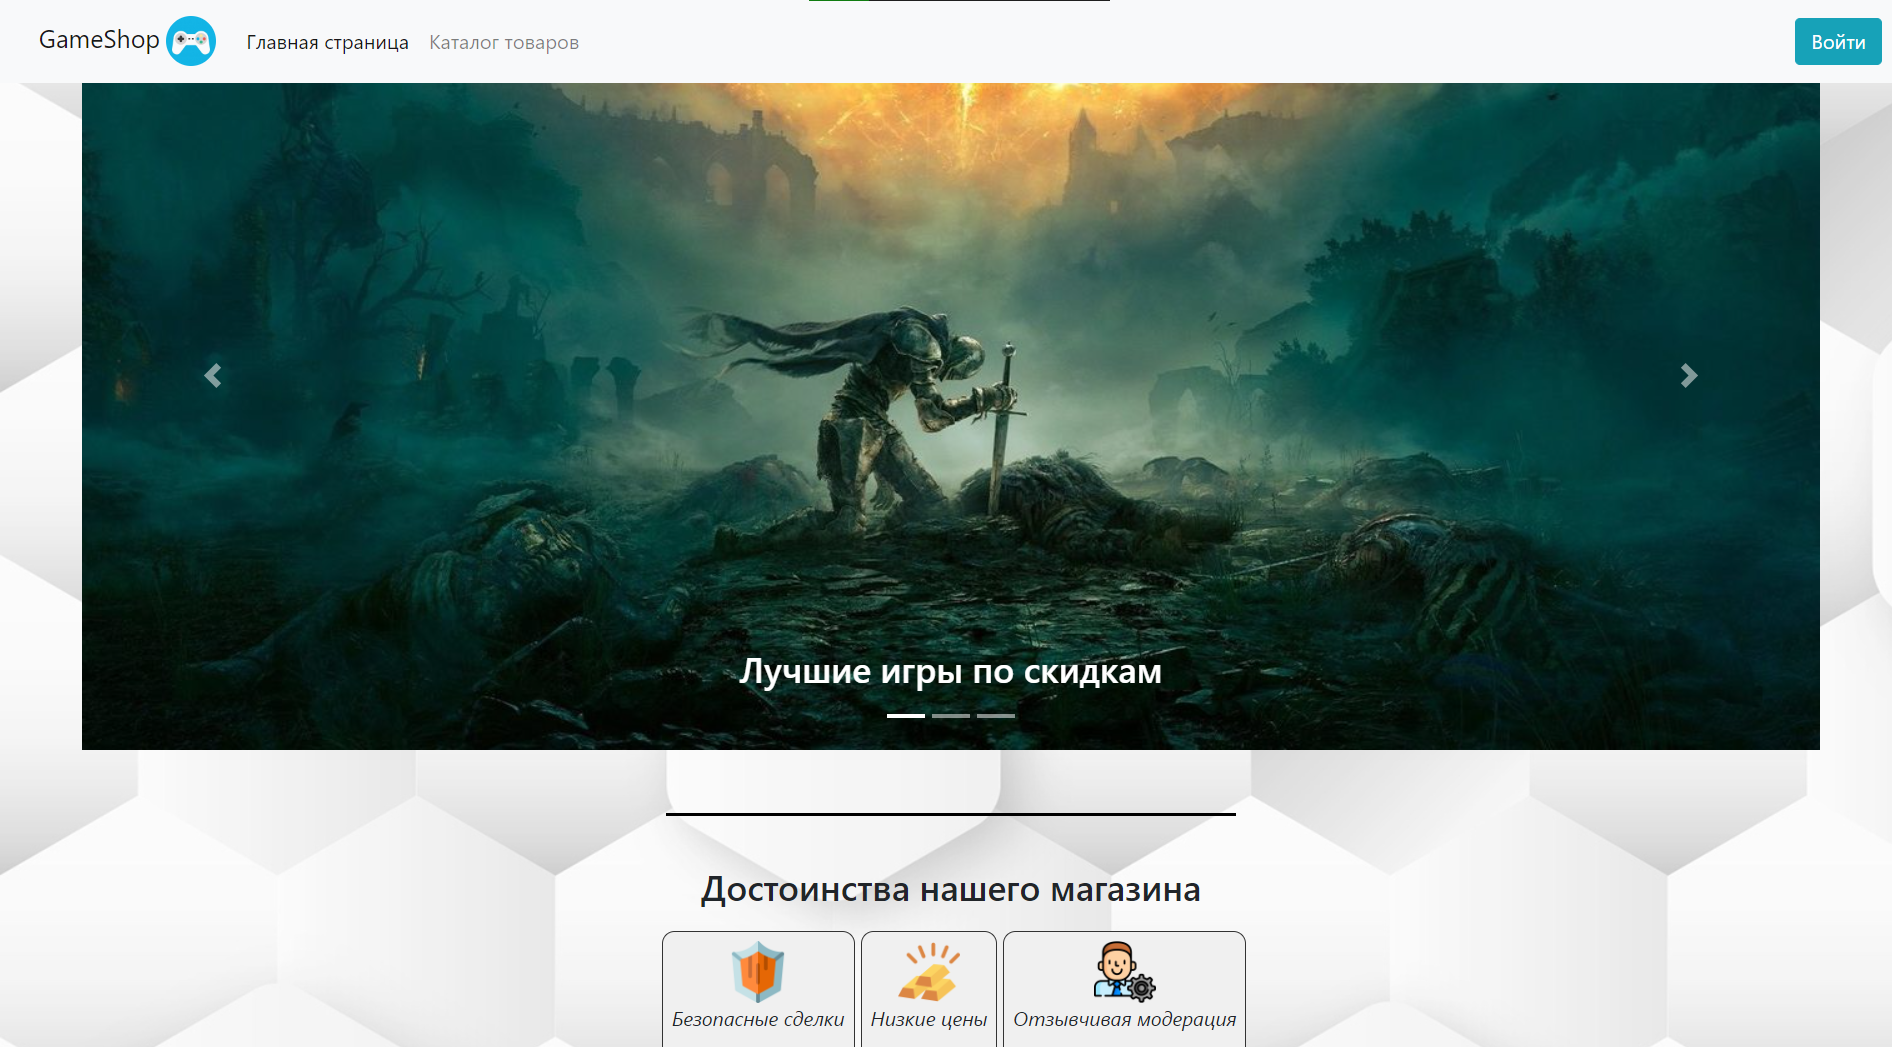 GameShop Главная страница Каталог товаров Войти
Лучшие игры по скидкам
Достоинства нашего магазина
Безопасные сделки Низкие цены Отзывчивая модерация